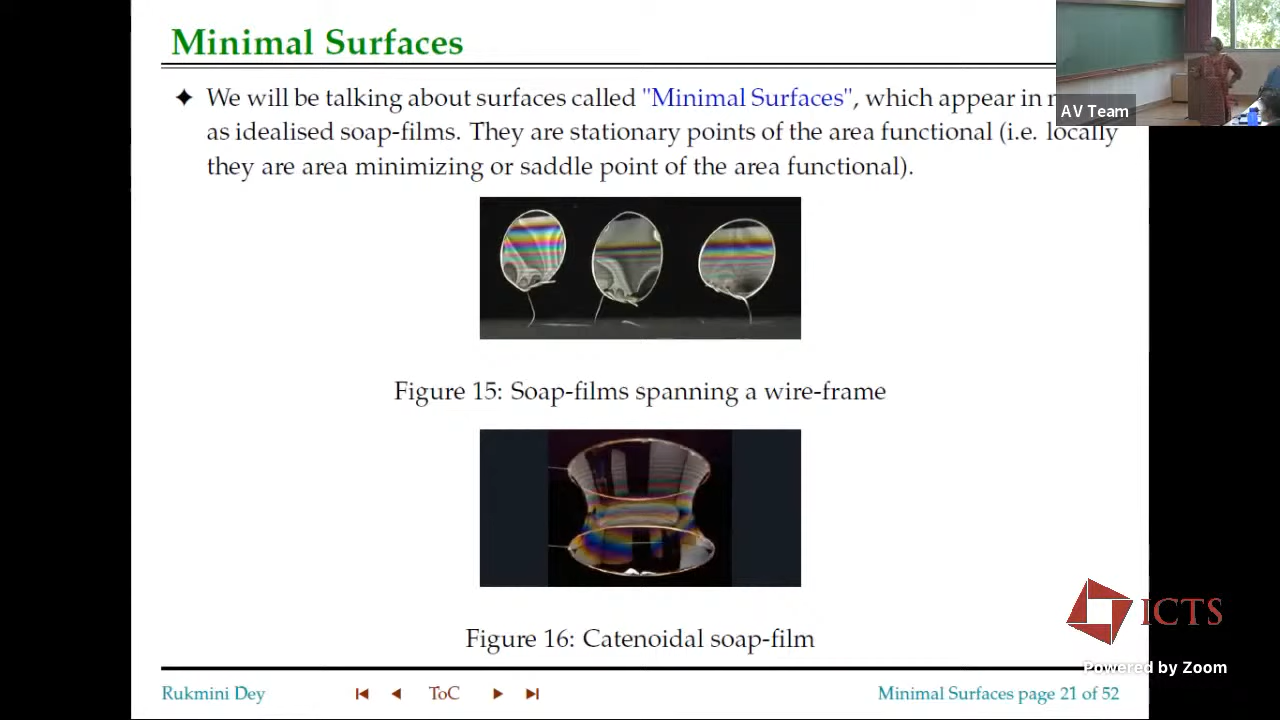 Minimal Surfaces
✦ We will be talking about surfaces called "Minimal Surfaces", which appear in
as idealised soap-films. They are stationary points of the area functional (i.e. locally
they are area minimizing or saddle point of the area functional).
AV Team
Figure 15: Soap-films spanning a wire-frame
Figure 16: Catenoidal soap-film
ICTS
Powered by Zoom
Rukmini Dey ToC Minimal Surfaces page 21 of 52